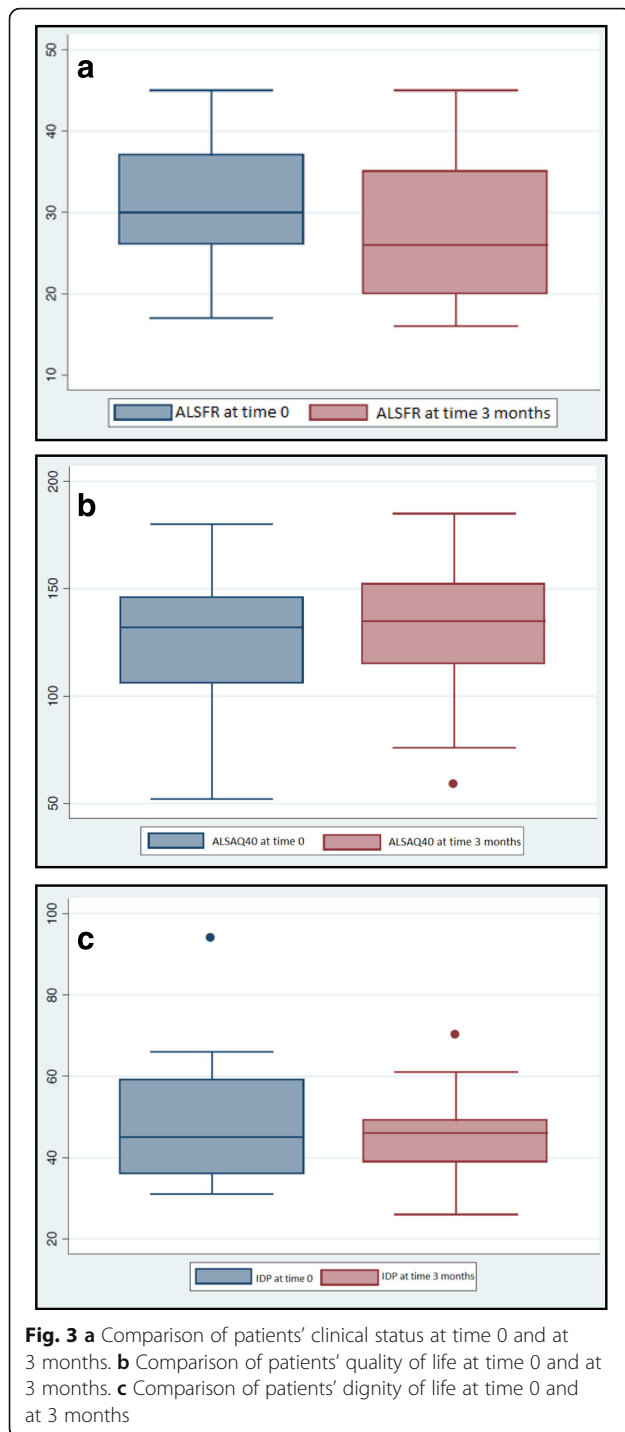 a
50
40
30
20
10
ALSFR at time 0 ALSFR at time 3 months
b
200
150
100
50
ALSAQ40 at time 0 ALSAQ40 at time 3 months
c
100
80
60
40
20
IDP at time 0 IDP at time 3 months
Fig. 3 a Comparison of patients’ clinical status at time 0 and at
3 months. b Comparison of patients’ quality of life at time 0 and at
3 months. c Comparison of patients’ dignity of life at time 0 and
at 3 months